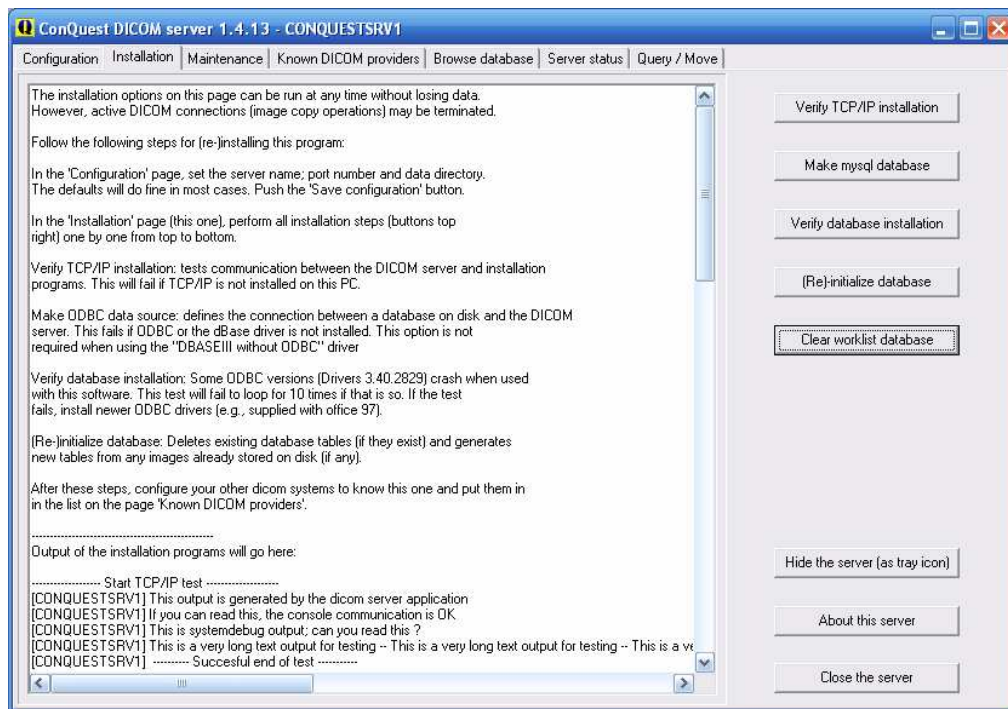 ConQuest DICOM server 1.4.13 - CONQUESTSRV1
Configuration Installation Maintenance Known DICOM providers Browse database Server status Query / Move
The installation options on this page can be run at any time without losing data.
However, active DICOM connections (image copy operations) may be terminated.
Follow the following steps for (re-)installing this program:
In the 'Configuration' page, set the server name; port number and data directory.
The defaults will do fine in most cases. Push the 'Save configuration' button.
In the 'Installation' page (this one), perform all installation steps (buttons top
right) one by one from top to bottom.
Verify TCP/IP installation: tests communication between the DICOM server and installation
programs. This will fail if TCP/IP is not installed on this PC.
Make ODBC data source: defines the connection between a database on disk and the DICOM
server. This fails if ODBC or the dBase driver is not installed. This option is not
required when using the "DBASEIII without ODBC" driver
Verify database installation: Some ODBC versions (Drivers 3.40.2829) crash when used
with this software. This test will fail to loop for 10 times if that is so. If the test
fails, install newer ODBC drivers (e.g., supplied with office 97).
(Re-)initialize database: Deletes existing database tables (if they exist) and generates
new tables from any images already stored on disk (if any).
After these steps, configure your other dicom systems to know this one and put them in
in the list on the page 'Known DICOM providers'.
------------------------------------------------
Output of the installation programs will go here:
------------------ Start TCP/IP test -------------------
[CONQUESTSRV1] This output is generated by the dicom server application
[CONQUESTSRV1] If you can read this, the console communication is OK
[CONQUESTSRV1] This is systemdebug output; can you read this ?
[CONQUESTSRV1] This is a very long text output for testing -- This is a very long text output for testing -- This is a ve
[CONQUESTSRV1] ---------- Succesful end of test -----------
Verify TCP/IP installation
Make mysql database
Verify database installation
(Re)-initialize database
Clear worklist database
Hide the server (as tray icon)
About this server
Close the server